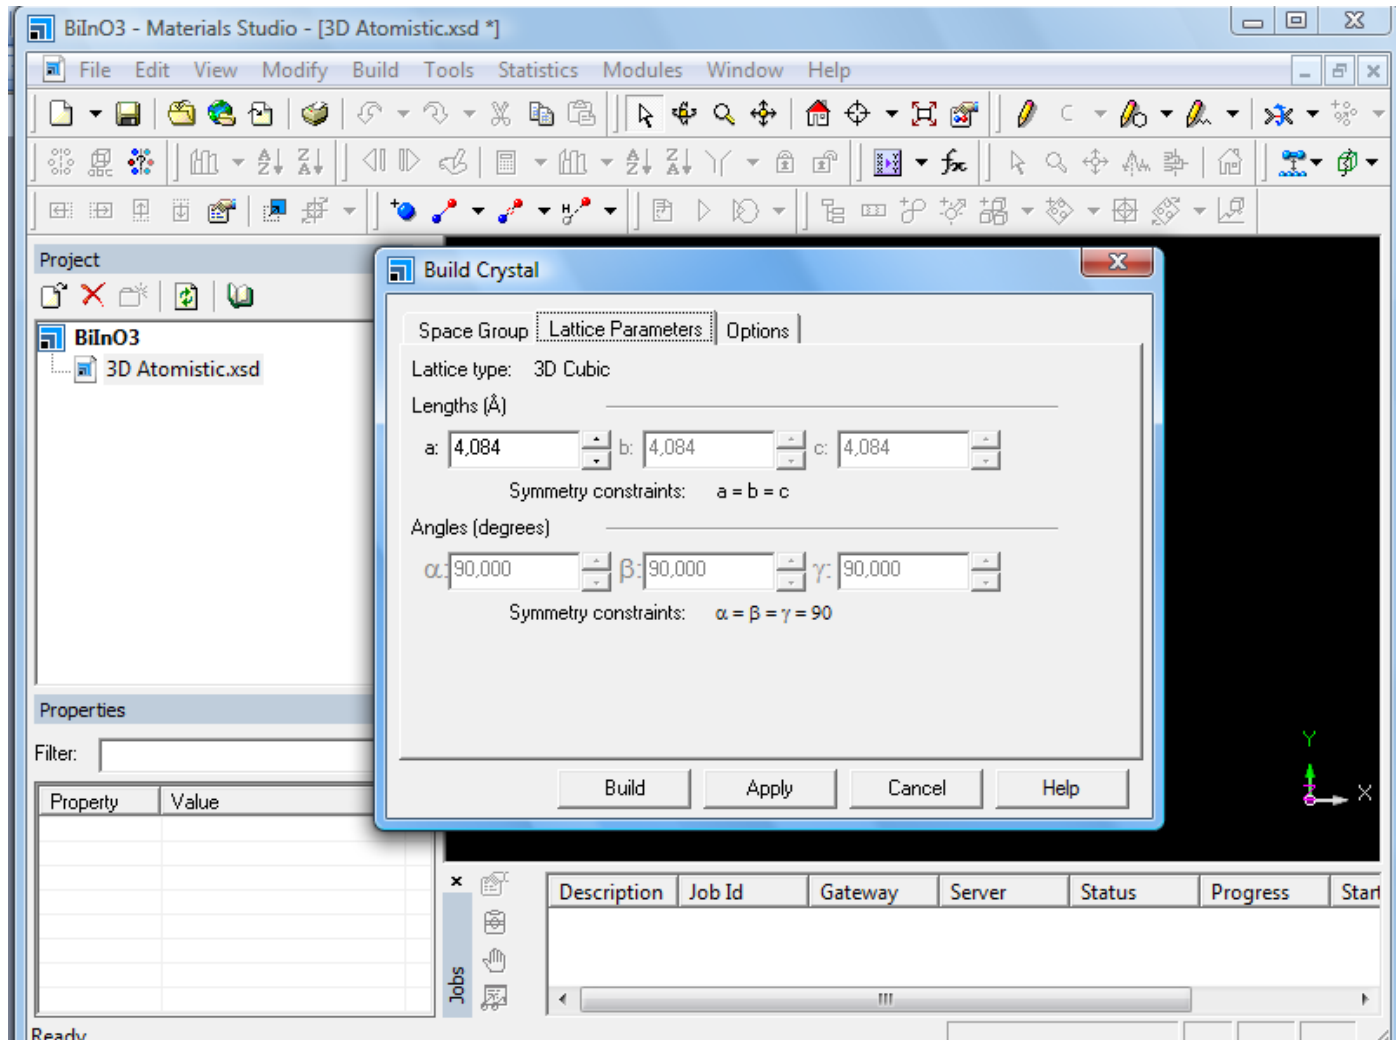 BiInO3 - Materials Studio - [3D Atomistic.xsd *]
File Edit View Modify Build Tools Statistics Modules Window Help
Project
BiInO3
3D Atomistic.xsd
Build Crystal
Space Group Lattice Parameters Options
Lattice type: 3D Cubic
Lengths (Å)
a: 4,084 b: 4,084 c: 4,084
Symmetry constraints: a = b = c
Angles (degrees)
α: 90,000 β: 90,000 γ: 90,000
Symmetry constraints: α = β = γ = 90
Build Apply Cancel Help
Properties
Filter:
Property Value
Y
X
Jobs
Description Job Id Gateway Server Status Progress Start
Ready